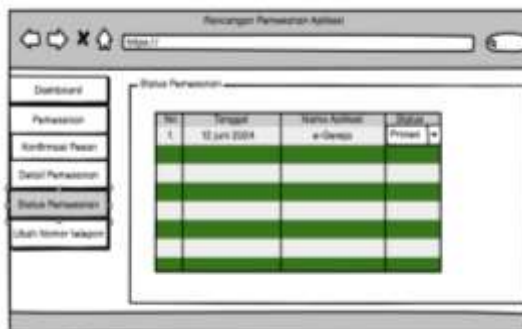 Rancangan Pemesanan Aplikasi
https://
Dashboard
Pemesanan
Konfirmasi Pesan
Detail Pemesanan
Status Pemesanan
Ubah Nomor telepon
Status Pemesanan
No Tanggal Nama Aplikasi Status
1. 12 juni 2024 e-Gereja Proses